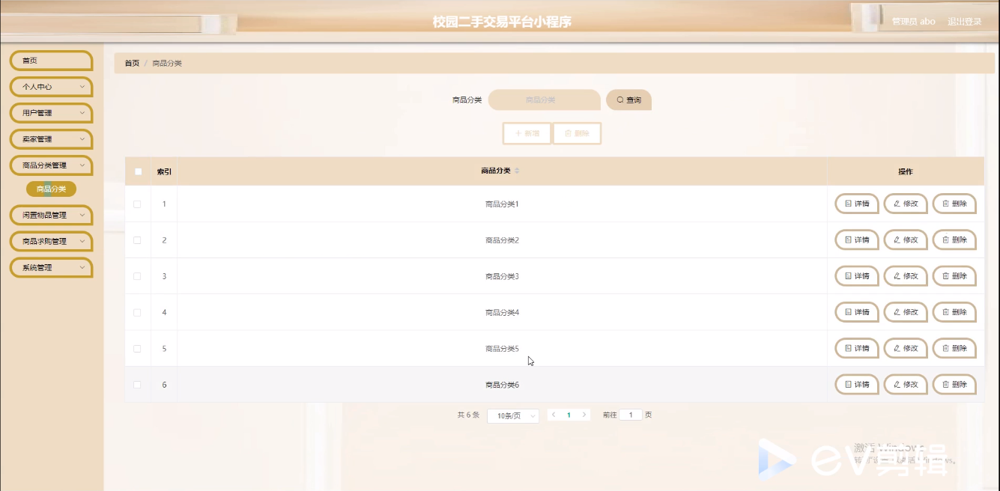 校园二手交易平台小程序
管理员 abo 退出登录
首页
个人中心
用户管理
卖家管理
商品分类管理
商品分类
闲置物品管理
商品求购管理
系统管理
首页 / 商品分类
商品分类 商品分类 查询
+ 新增 删除
索引 商品分类 操作
1 商品分类1 详情 修改 删除
2 商品分类2 详情 修改 删除
3 商品分类3 详情 修改 删除
4 商品分类4 详情 修改 删除
5 商品分类5 详情 修改 删除
6 商品分类6 详情 修改 删除
共 6 条 10条/页 1 前往 1 页
激活 Windows
ev剪辑